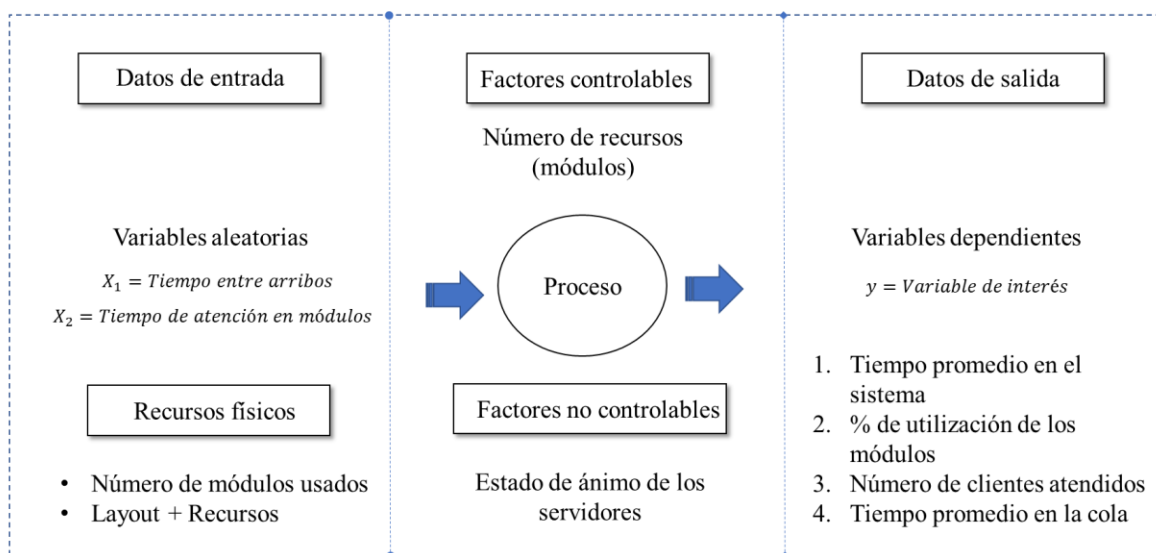 Datos de entrada
Variables aleatorias
X₁ = Tiempo entre arribos
X₂ = Tiempo de atención en módulos
Recursos físicos
• Número de módulos usados
• Layout + Recursos
Factores controlables
Número de recursos
(módulos)
Proceso
Factores no controlables
Estado de ánimo de los
servidores
Datos de salida
Variables dependientes
y = Variable de interés
1. Tiempo promedio en el
sistema
2. % de utilización de los
módulos
3. Número de clientes atendidos
4. Tiempo promedio en la cola